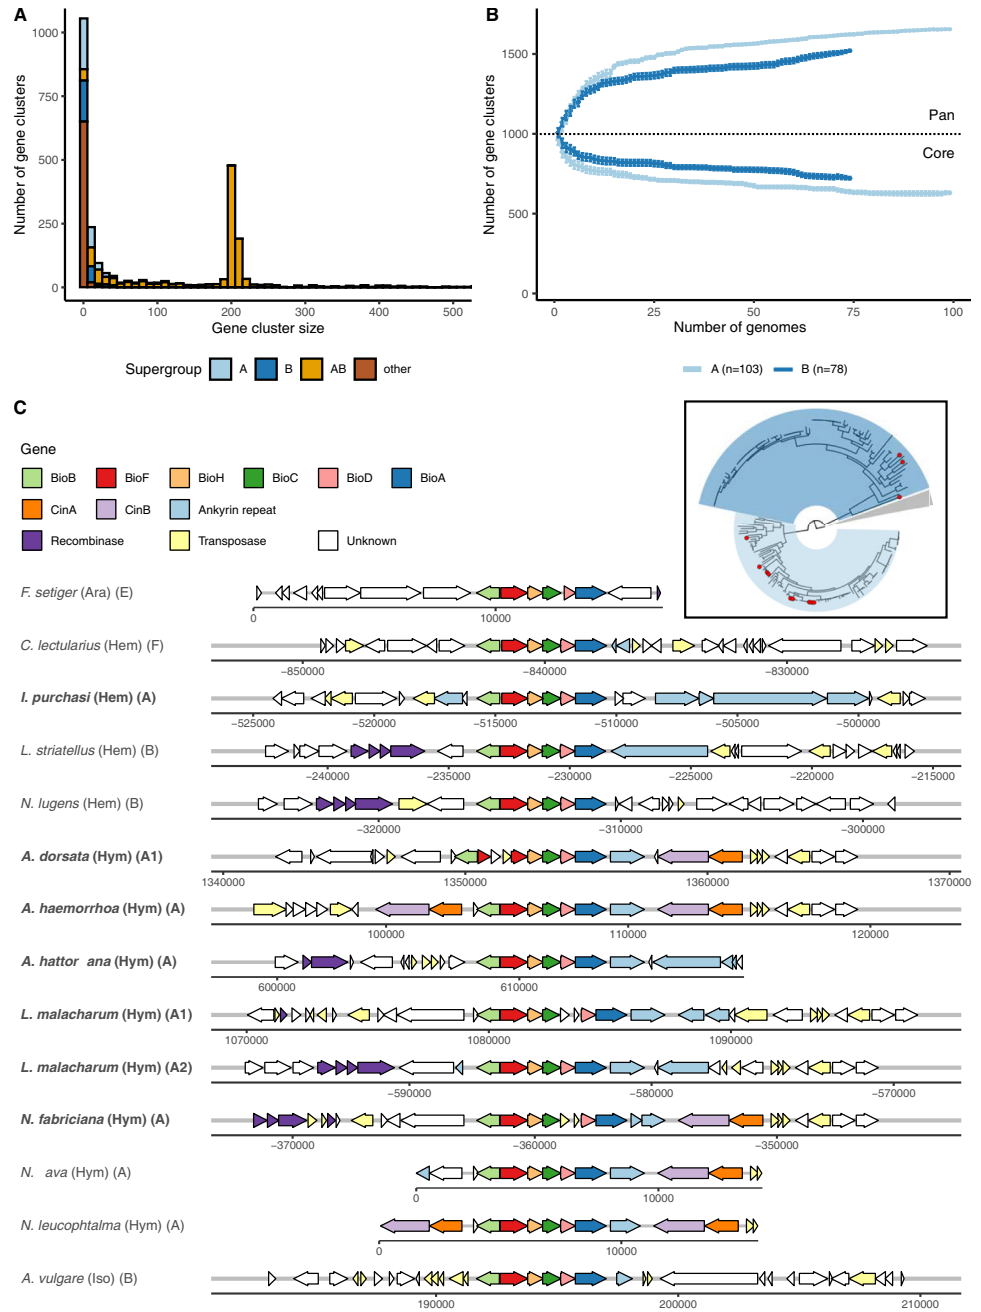 A
Number of gene clusters
1000
750
500
250
0
0 100 200 300 400 500
Gene cluster size
Supergroup A B AB other
B
Number of gene clusters
1500
1000
500
0
Pan
Core
0 25 50 75 100
Number of genomes
A (n=103) B (n=78)
C
Gene
BioB BioF BioH BioC BioD BioA
CinA CinB Ankyrin repeat
Recombinase Transposase Unknown
F. setiger (Ara) (E)
0 10000
C. lectularius (Hem) (F)
−850000 −840000 −830000
I. purchasi (Hem) (A)
−525000 −520000 −515000 −510000 −505000 −500000
L. striatellus (Hem) (B)
−240000 −235000 −230000 −225000 −220000 −215000
N. lugens (Hem) (B)
−320000 −310000 −300000
A. dorsata (Hym) (A1)
1340000 1350000 1360000 1370000
A. haemorrhoa (Hym) (A)
100000 110000 120000
A. hattor ana (Hym) (A)
600000 610000
L. malacharum (Hym) (A1)
1070000 1080000 1090000
L. malacharum (Hym) (A2)
−590000 −580000 −570000
N. fabriciana (Hym) (A)
−370000 −360000 −350000
N. ava (Hym) (A)
0 10000
N. leucophtalma (Hym) (A)
0 10000
A. vulgare (Iso) (B)
190000 200000 210000